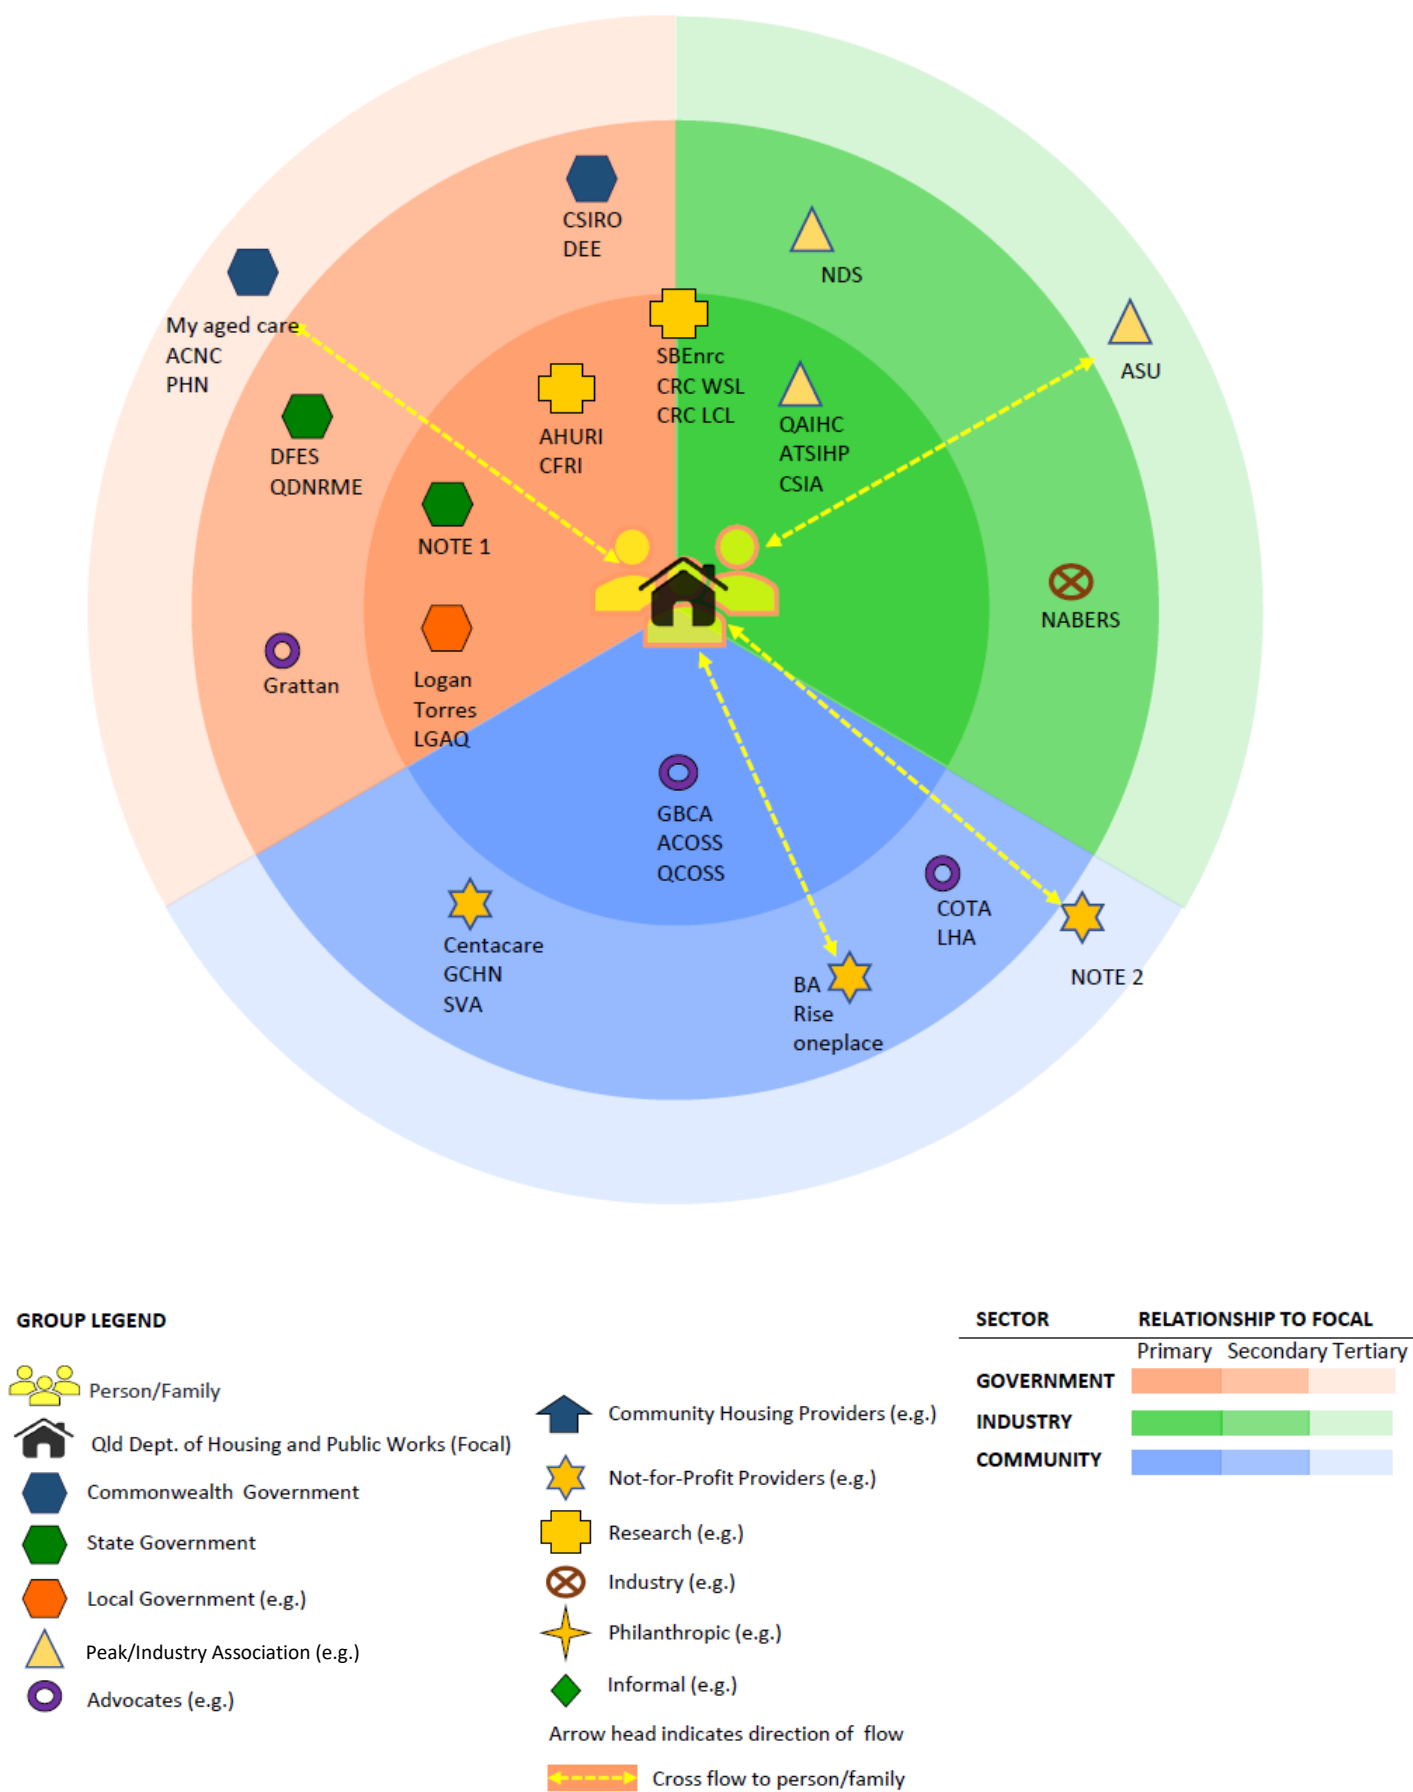 CSIRO
DEE
NDS
My aged care
ACNC
PHN
SBEnrc
CRC WSL
CRC LCL
ASU
DFES
QDNRME
AHURI
CFRI
QAIHC
ATSIHP
CSIA
NOTE 1
NABERS
Grattan
Logan
Torres
LGAQ
GBCA
ACOSS
QCOSS
COTA
LHA
Centacare
GCHN
SVA
BA
Rise
oneplace
NOTE 2
GROUP LEGEND
Person/Family
Qld Dept. of Housing and Public Works (Focal)
Commonwealth Government
State Government
Local Government (e.g.)
Peak/Industry Association (e.g.)
Advocates (e.g.)
Community Housing Providers (e.g.)
Not-for-Profit Providers (e.g.)
Research (e.g.)
Industry (e.g.)
Philanthropic (e.g.)
Informal (e.g.)
Arrow head indicates direction of flow
Cross flow to person/family
SECTOR RELATIONSHIP TO FOCAL
Primary Secondary Tertiary
GOVERNMENT
INDUSTRY
COMMUNITY